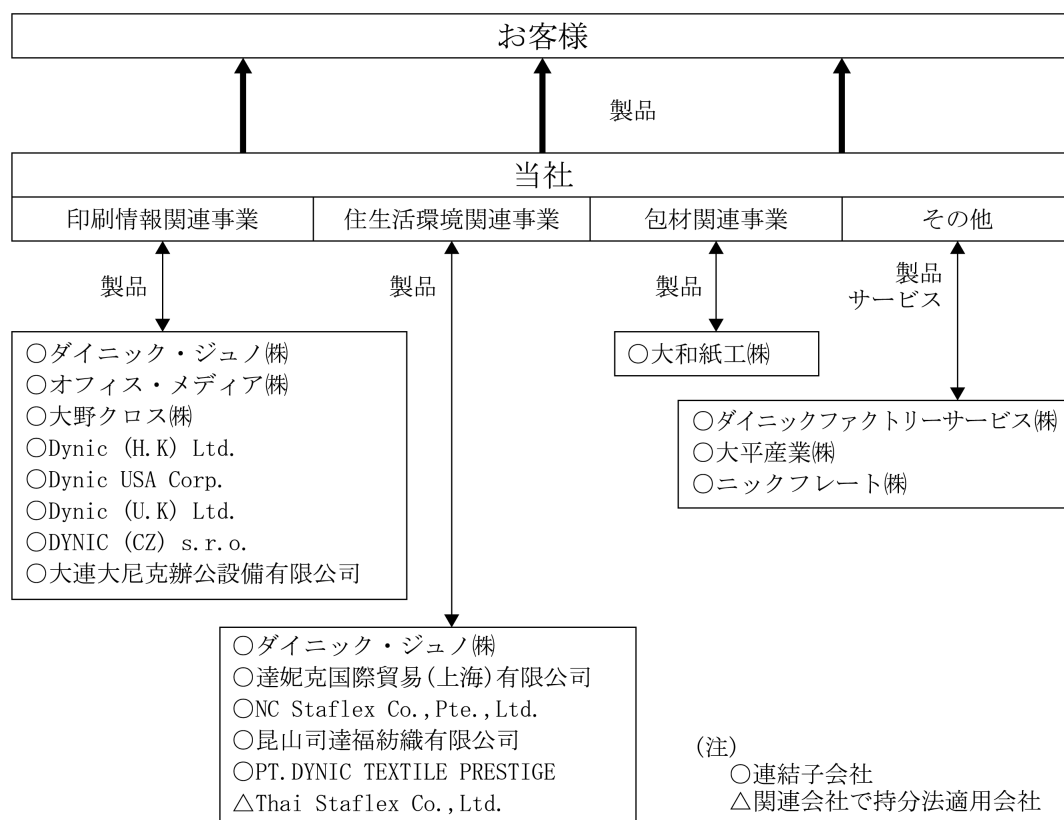 お客様
製品
当社
印刷情報関連事業
住生活環境関連事業
包材関連事業
その他
製品
製品
製品
製品
サービス
○ダイニック・ジュノ㈱
○オフィス・メディア㈱
○大野クロス㈱
○Dynic (H.K) Ltd.
○Dynic USA Corp.
○Dynic (U.K) Ltd.
○DYNIC (CZ) s.r.o.
○大連大尼克辦公設備有限公司
○大和紙工㈱
○ダイニックファクトリーサービス㈱
○大平産業㈱
○ニックフレート㈱
○ダイニック・ジュノ㈱
○達妮克国際貿易(上海)有限公司
○NC Staflex Co.,Pte.,Ltd.
○昆山司達福紡織有限公司
○PT.DYNIC TEXTILE PRESTIGE
△Thai Staflex Co.,Ltd.
(注)
○連結子会社
△関連会社で持分法適用会社